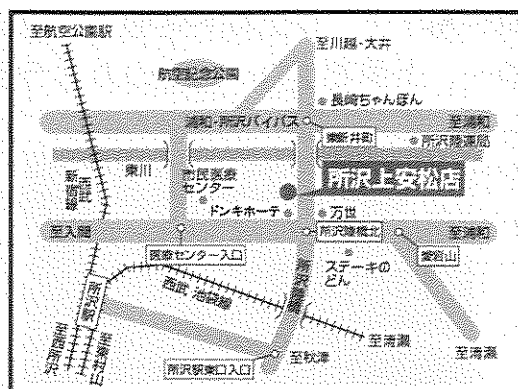 至航空公園駅
至川越・大井
航空記念公園
長崎ちゃんぽん
浦和・所沢バイパス
至浦和
東新井町
所沢陸運局
東川
市民医療
センター
所沢上安松店
西武
新宿線
ドンキホーテ
万世
至入間
所沢陸橋北
至浦和
医療センター入口
愛宕山
ステーキの
どん
西武 池袋線
所沢駅
至清瀬
至西所沢
至東村山
所沢駅東口入口
至秋津
至清瀬